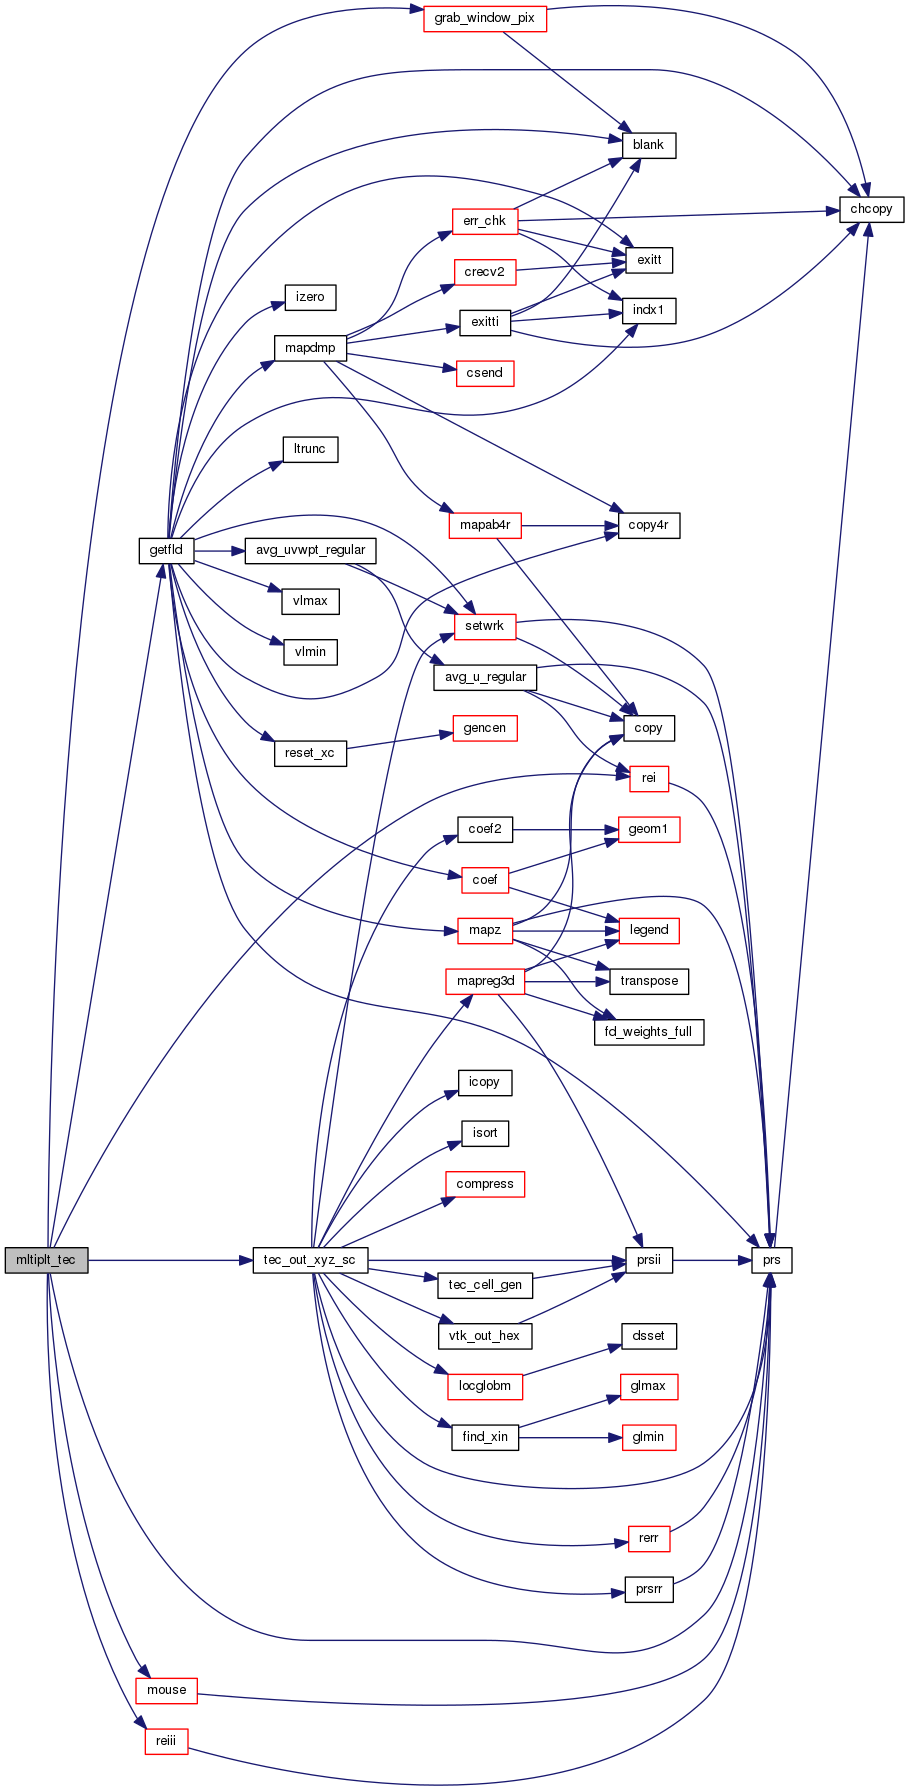 grab_window_pix
blank
chcopy
err_chk
exitt
crecv2
izero
indx1
exitti
mapdmp
csend
ltrunc
mapab4r
copy4r
getfld
avg_uvwpt_regular
vlmax
setwrk
vlmin
avg_u_regular
copy
gencen
reset_xc
rei
coef2
geom1
coef
mapz
legend
mapreg3d
transpose
fd_weights_full
icopy
isort
compress
mltiplt_tec
tec_out_xyz_sc
prsii
prs
tec_cell_gen
vtk_out_hex
dsset
locglobm
glmax
find_xin
glmin
rerr
prsrr
mouse
reiii